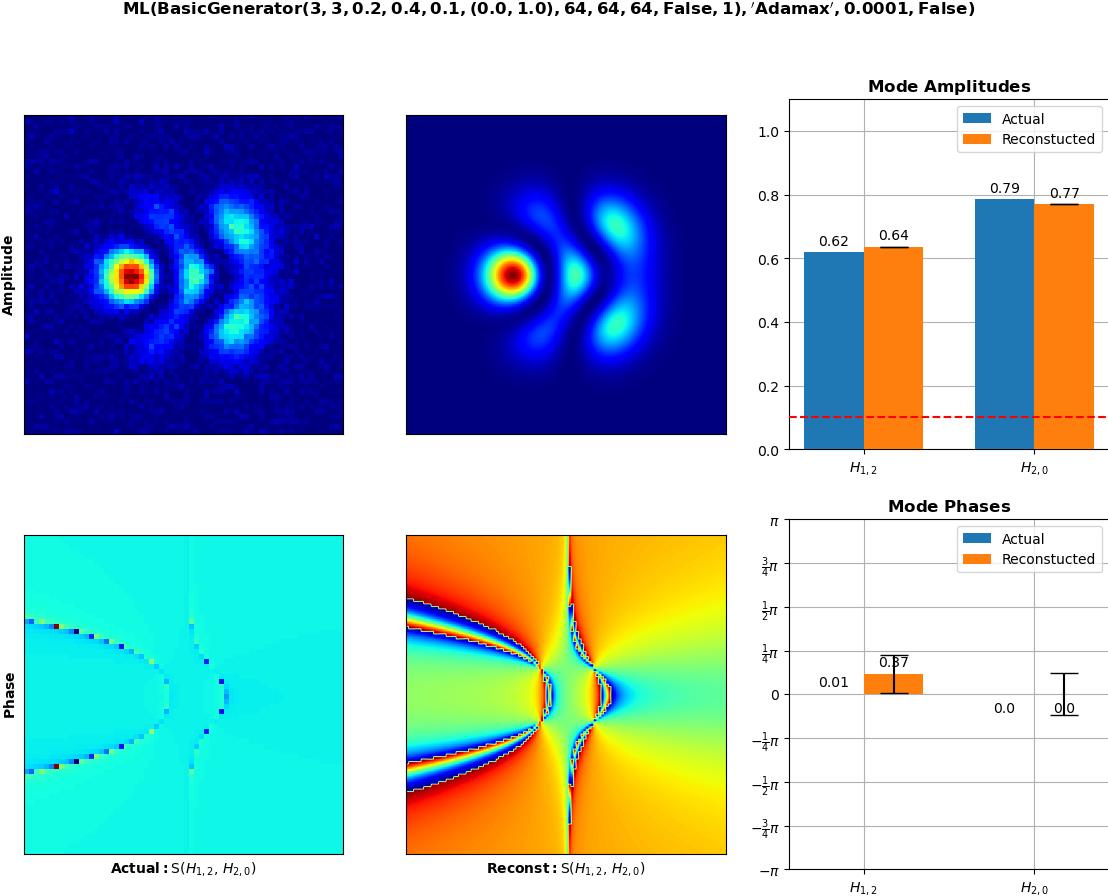 ML(BasicGenerator(3, 3, 0.2, 0.4, 0.1, (0.0, 1.0), 64, 64, 64, False, 1), ′Adamax′, 0.0001, False)
Mode Amplitudes
Actual
Reconstucted
1.0
0.8
0.6
0.4
0.2
0.0
0.62
0.64
0.79
0.77
H1, 2
H2, 0
Amplitude
Mode Phases
Actual
Reconstucted
π
3/4π
1/2π
1/4π
0
−1/4π
−1/2π
−3/4π
−π
0.01
0.37
0.0
0.0
H1, 2
H2, 0
Phase
Actual: S(H1, 2, H2, 0)
Reconst: S(H1, 2, H2, 0)